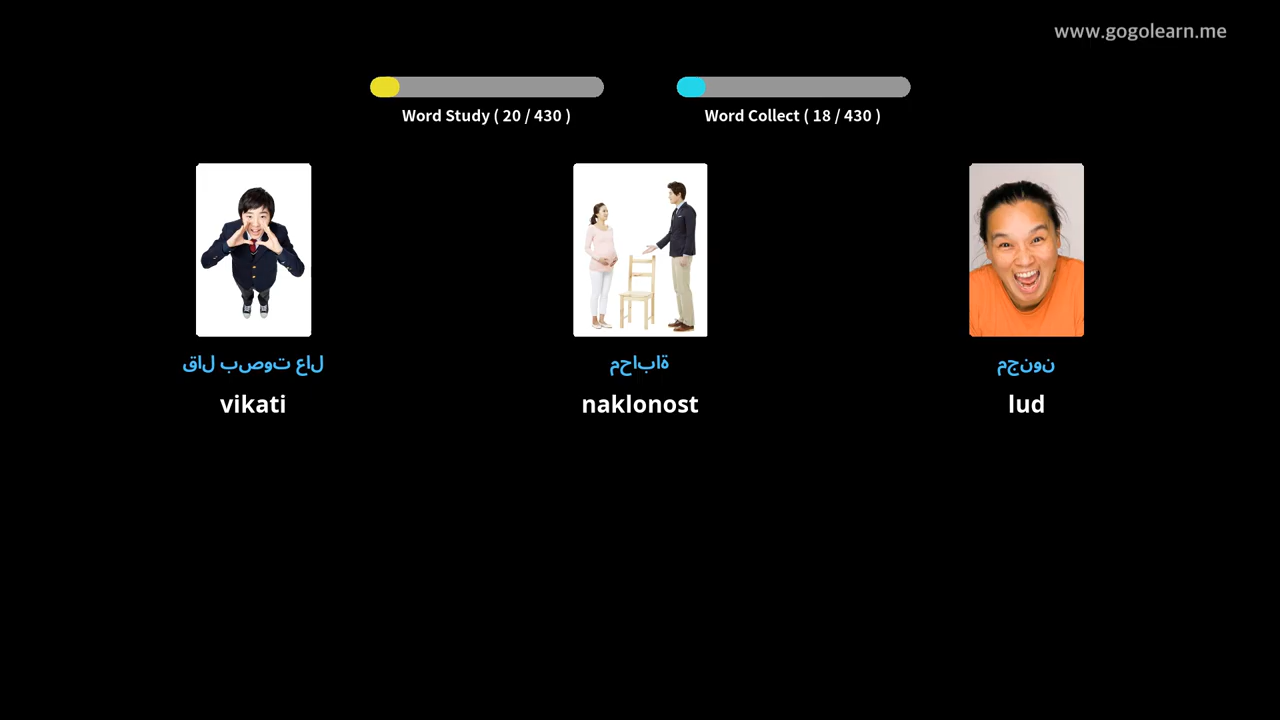 www.gogolearn.me
Word Study ( 20 / 430 )
Word Collect ( 18 / 430 )
قال بصوت عال
محاباة
مجنون
vikati
naklonost
lud